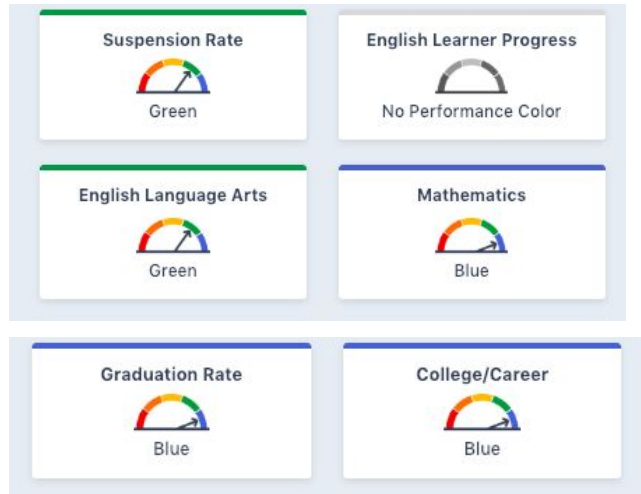 Suspension Rate
Green
English Learner Progress
No Performance Color
English Language Arts
Green
Mathematics
Blue
Graduation Rate
Blue
College/Career
Blue